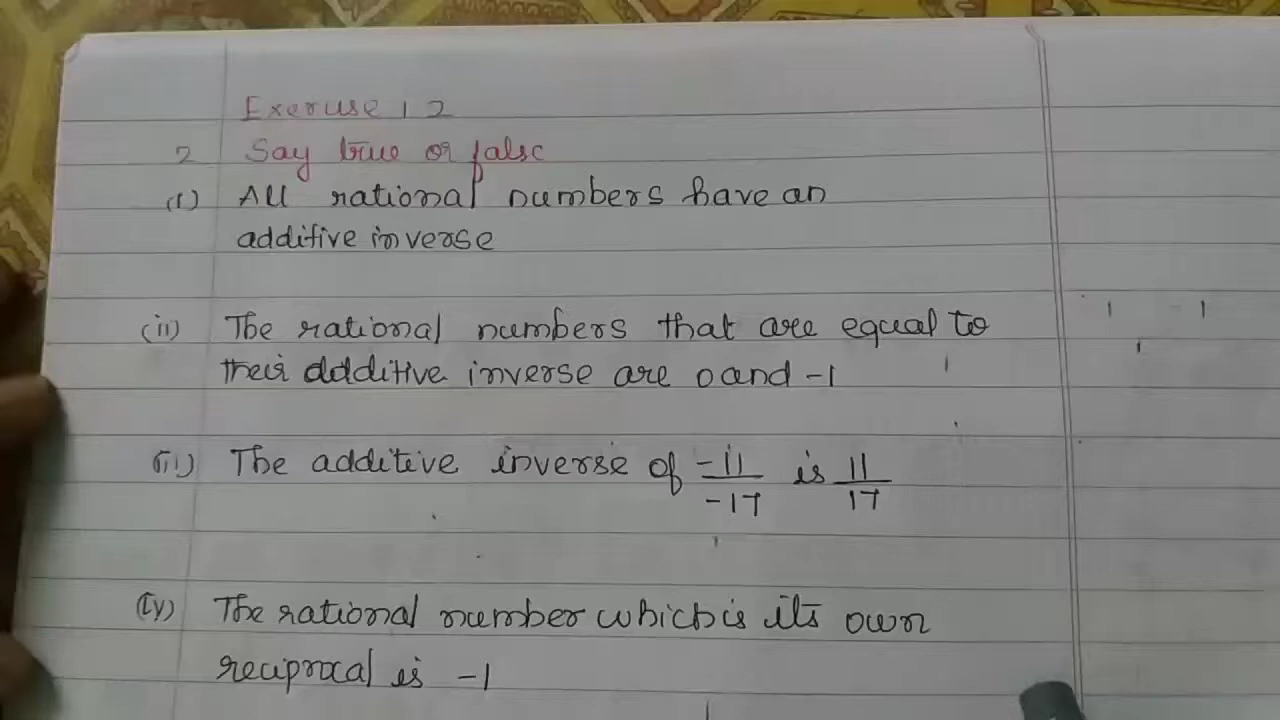 Exercise 1 2
2 Say true or false
(i) All rational numbers have an
additive inverse
(ii) The rational numbers that are equal to
their additive inverse are 0 and -1
(iii) The additive inverse of -11/-17 is 11/17
(iv) The rational number which is its own
reciprocal is -1